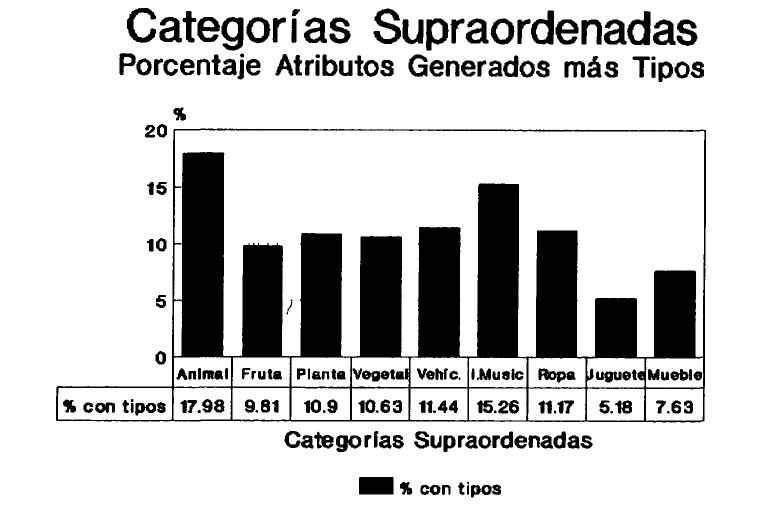 Categorías Supraordenadas
Porcentaje Atributos Generados más Tipos
%
20
15
10
5
0
Animal Fruta Planta Vegetal Vehíc. I.Music Ropa Juguete Mueble
% con tipos 17.98 9.81 10.9 10.63 11.44 15.26 11.17 5.18 7.63
Categorías Supraordenadas
% con tipos